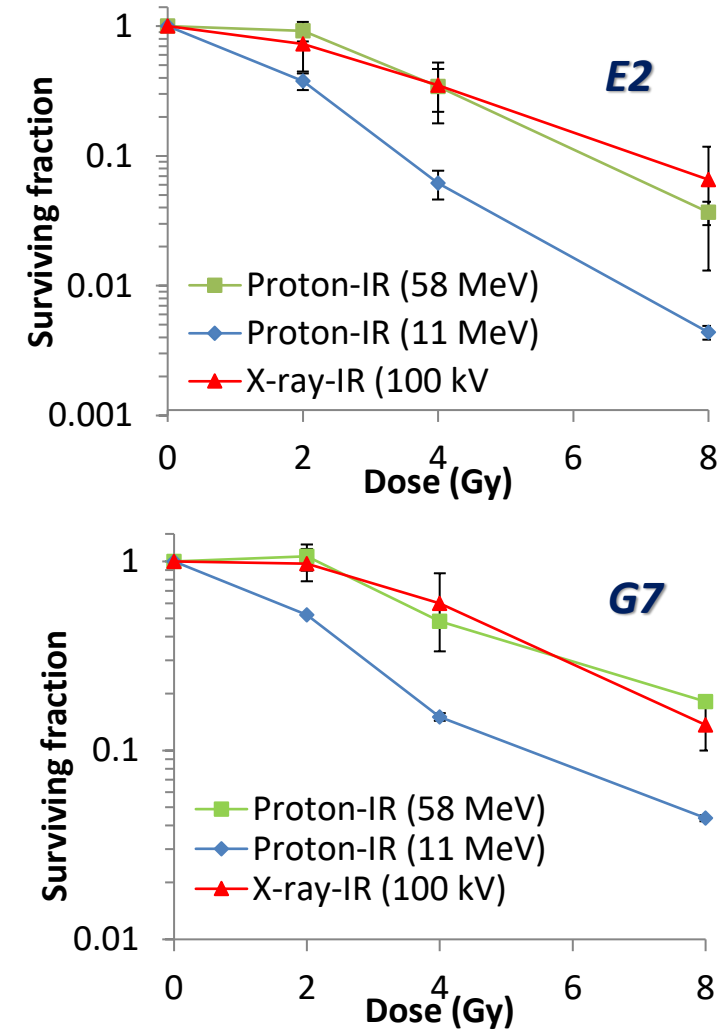 1
0.1
0.01
0.001
Surviving fraction
E2
Proton-IR (58 MeV)
Proton-IR (11 MeV)
X-ray-IR (100 kV
0 2 4 6 8
Dose (Gy)
1
0.1
0.01
Surviving fraction
G7
Proton-IR (58 MeV)
Proton-IR (11 MeV)
X-ray-IR (100 kV)
0 2 4 6 8
Dose (Gy)